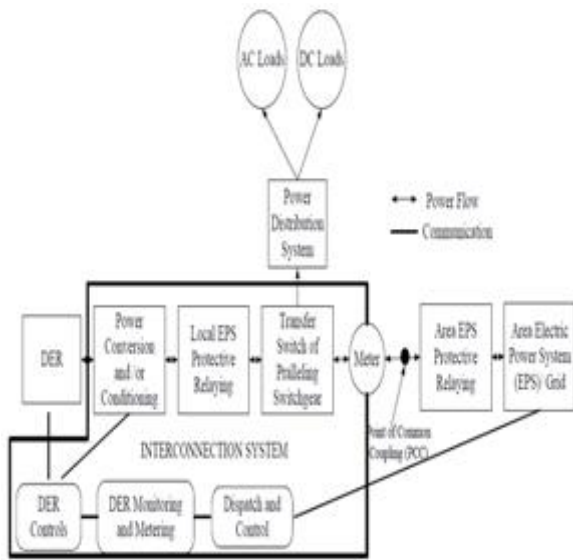 AC Loads
DC Loads
Power
Distribution
System
Power Flow
Communication
DER
Power
Conversion
and/or
Conditioning
Local EPS
Protective
Relaying
Transfer
Switch of
Pralleling
Switchgear
Meter
Area EPS
Protective
Relaying
Area Electric
Power System
(EPS)/ Grid
Point of Common
Coupling (PCC)
INTERCONNECTION SYSTEM
DER
Controls
DER Monitoring
and Metering
Dispatch and
Control